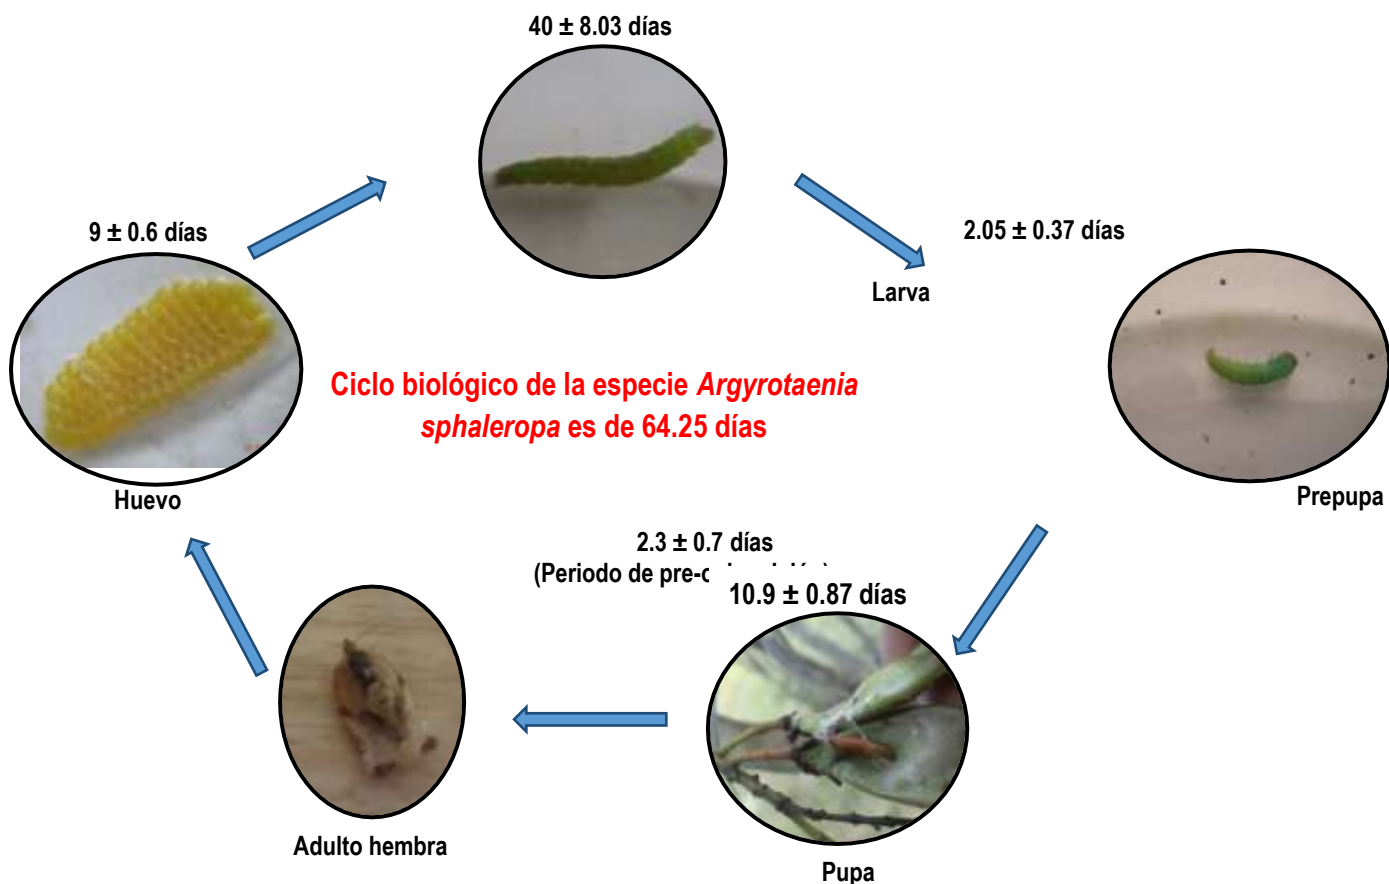 40 ± 8.03 días
9 ± 0.6 días
2.05 ± 0.37 días
Larva
Ciclo biológico de la especie Argyrotaenia
sphaleropa es de 64.25 días
Huevo
Prepupa
2.3 ± 0.7 días
(Periodo de
10.9 ± 0.87 días
Adulto hembra
Pupa